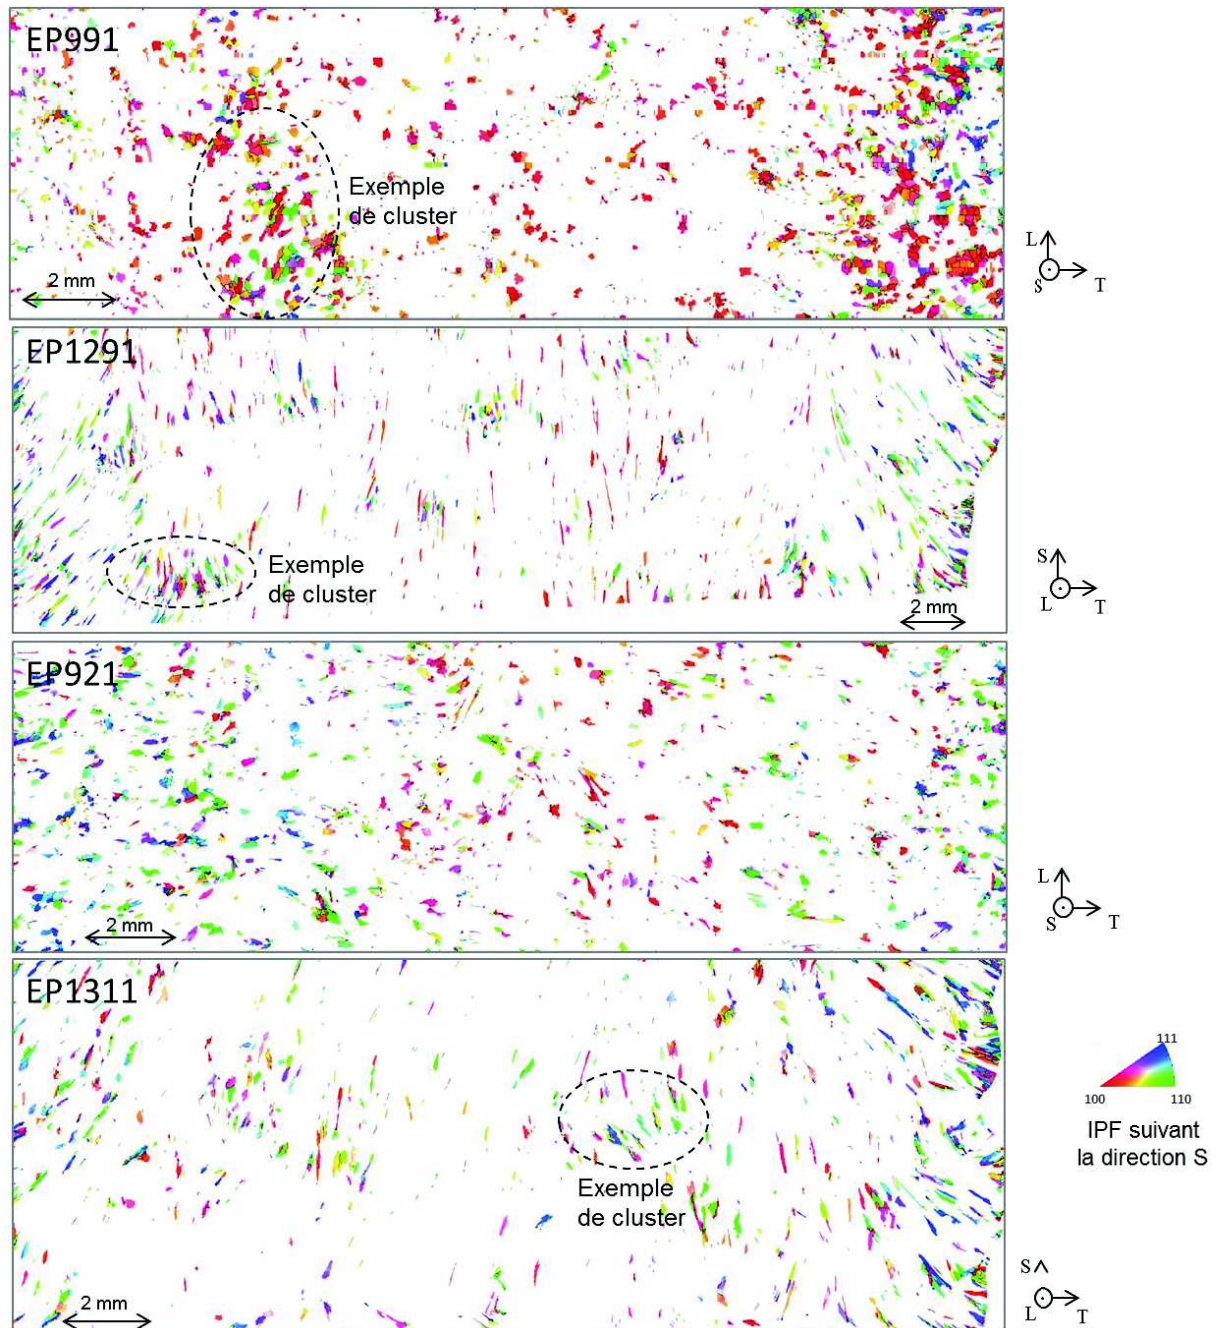 EP991
Exemple
de cluster
2 mm
L
S
T
EP1291
Exemple
de cluster
2 mm
S
L
T
EP921
2 mm
L
S
T
EP1311
Exemple
de cluster
2 mm
111
100
110
IPF suivant
la direction S
S
L
T